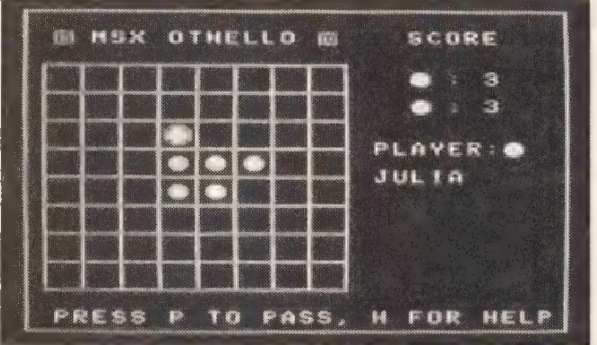 MSX OTHELLO
SCORE
: 3
: 3
PLAYER:
JULIA
PRESS P TO PASS, H FOR HELP